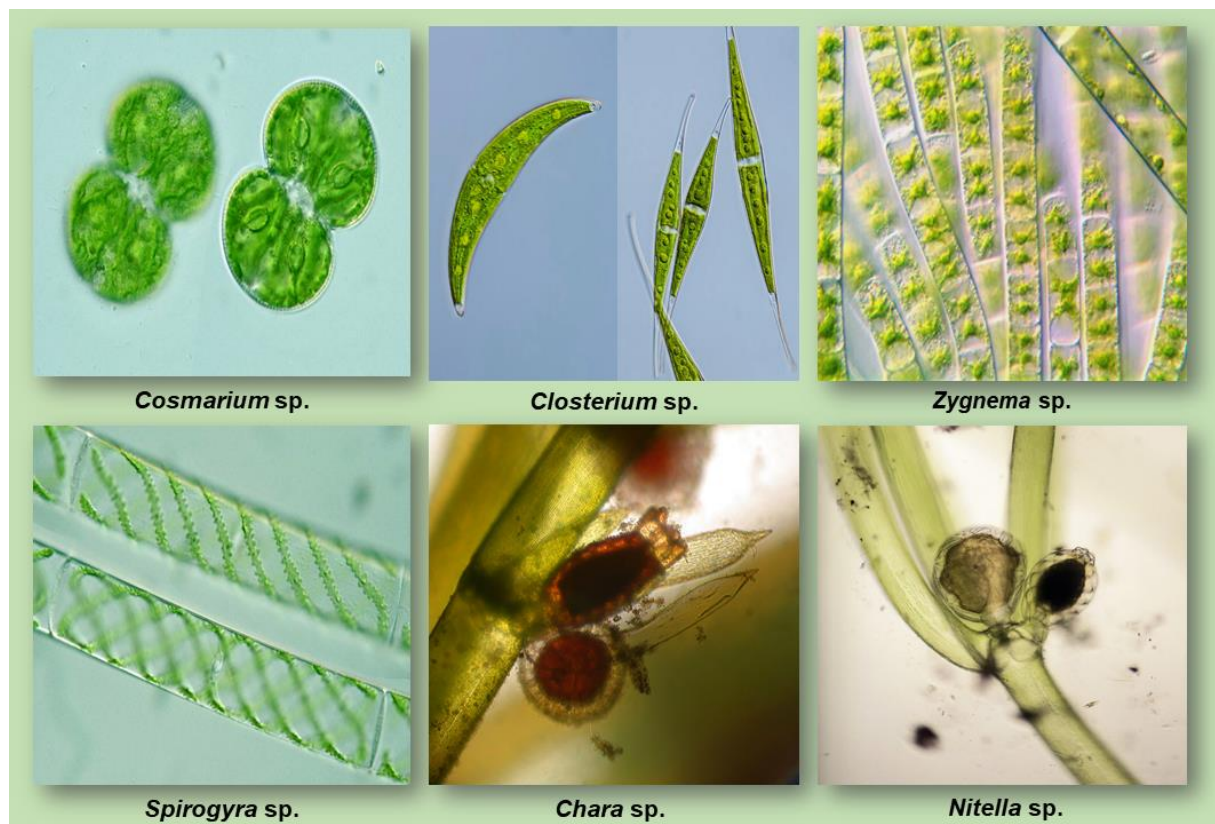 Cosmarium sp.
Closterium sp.
Zygnema sp.
Spirogyra sp.
Chara sp.
Nitella sp.